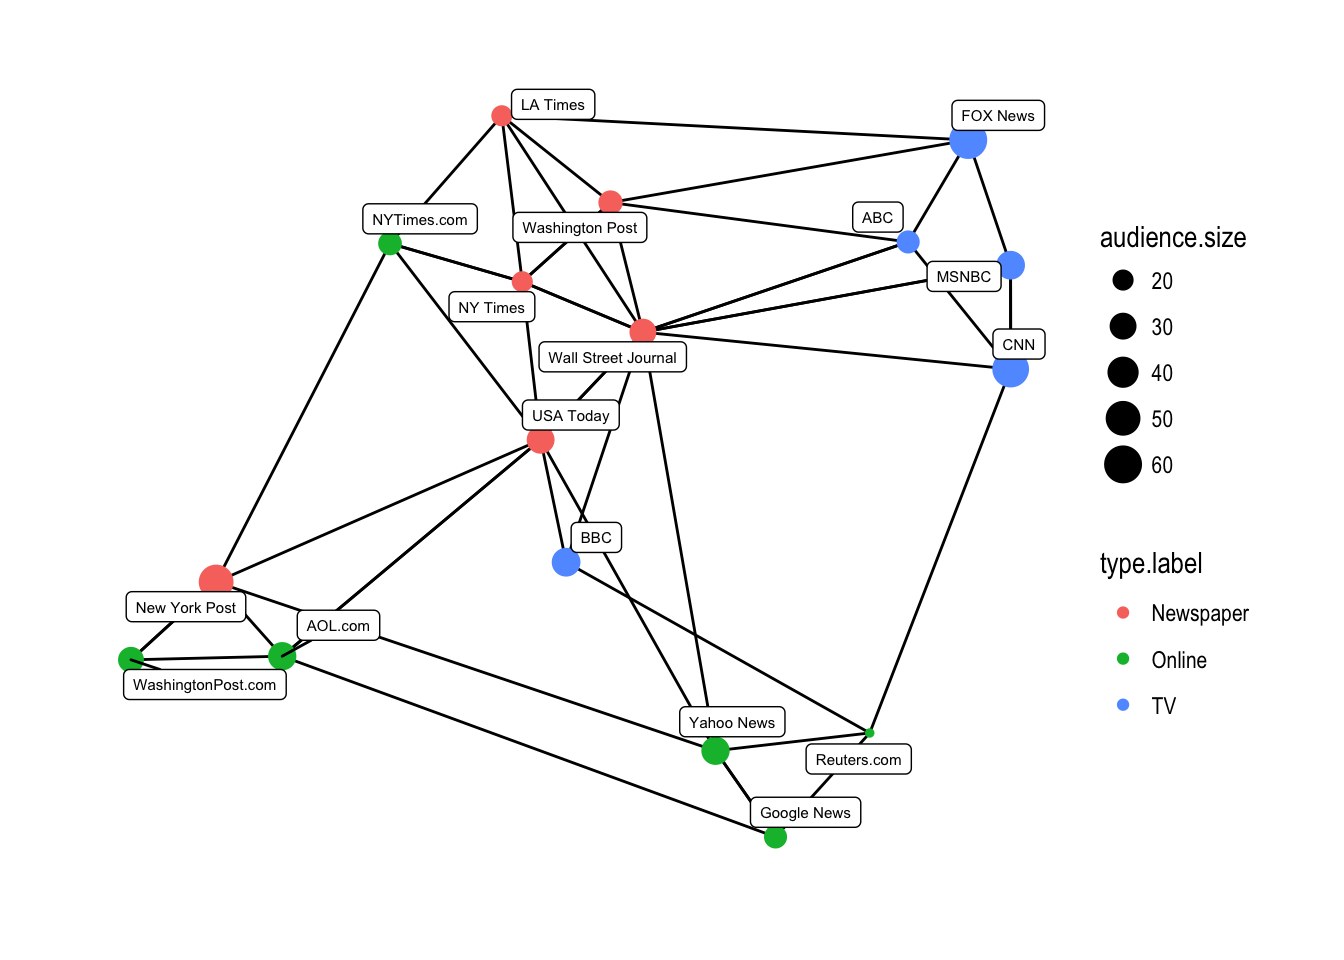 LA Times
FOX News
NYTimes.com
Washington Post
ABC
MSNBC
NY Times
CNN
Wall Street Journal
USA Today
BBC
New York Post
AOL.com
WashingtonPost.com
Yahoo News
Reuters.com
Google News
audience.size
20
30
40
50
60
type.label
Newspaper
Online
TV